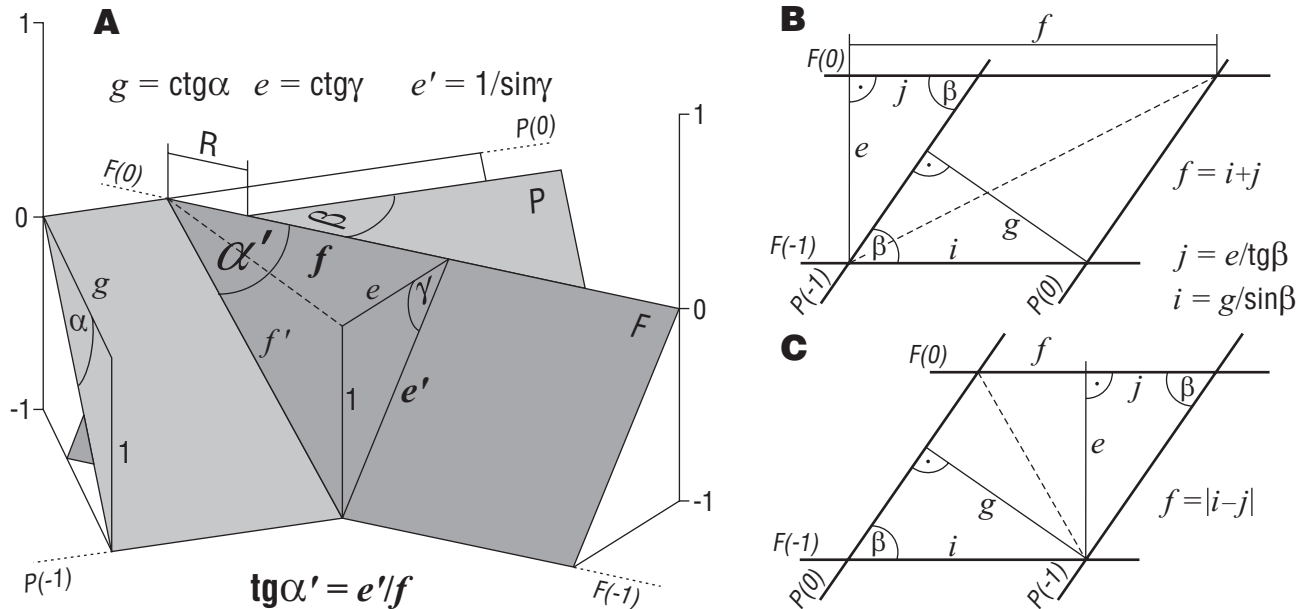 A
1
0
-1
g = ctgα e = ctgγ e′ = 1/sinγ
R
F(0)
P(0)
P
β
α′
f
g
α
f′
e
γ
F
1
e′
1
1
0
-1
P(-1)
F(-1)
tgα′ = e′/f
B
f
F(0)
j
β
e
g
F(-1)
β
i
P(-1)
P(0)
f = i+j
j = e/tgβ
i = g/sinβ
C
F(0)
f
j
β
e
g
F(-1)
β
i
P(0)
P(-1)
f =|i–j|